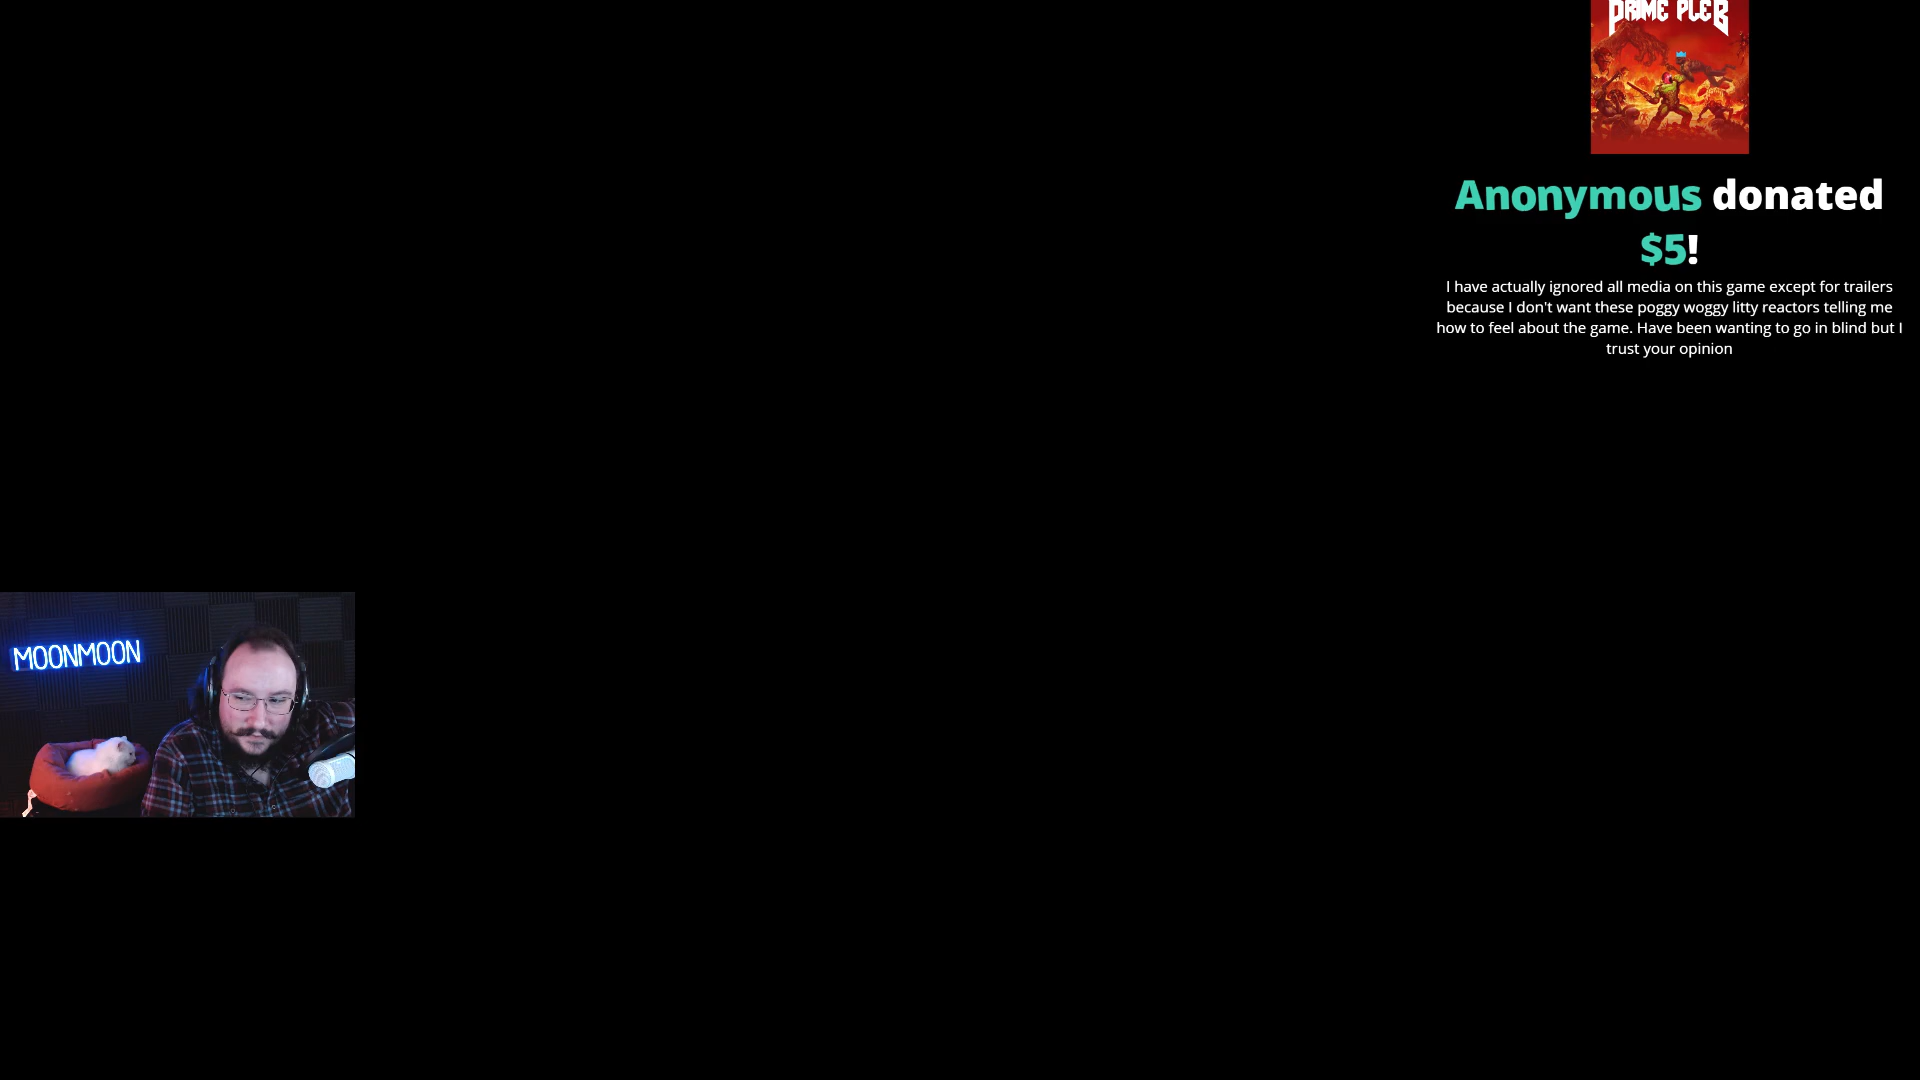 PRIME PLEB
Anonymous donated
$5!
I have actually ignored all media on this game except for trailers
because I don't want these poggy woggy litty reactors telling me
how to feel about the game. Have been wanting to go in blind but I
trust your opinion
MOONMOON